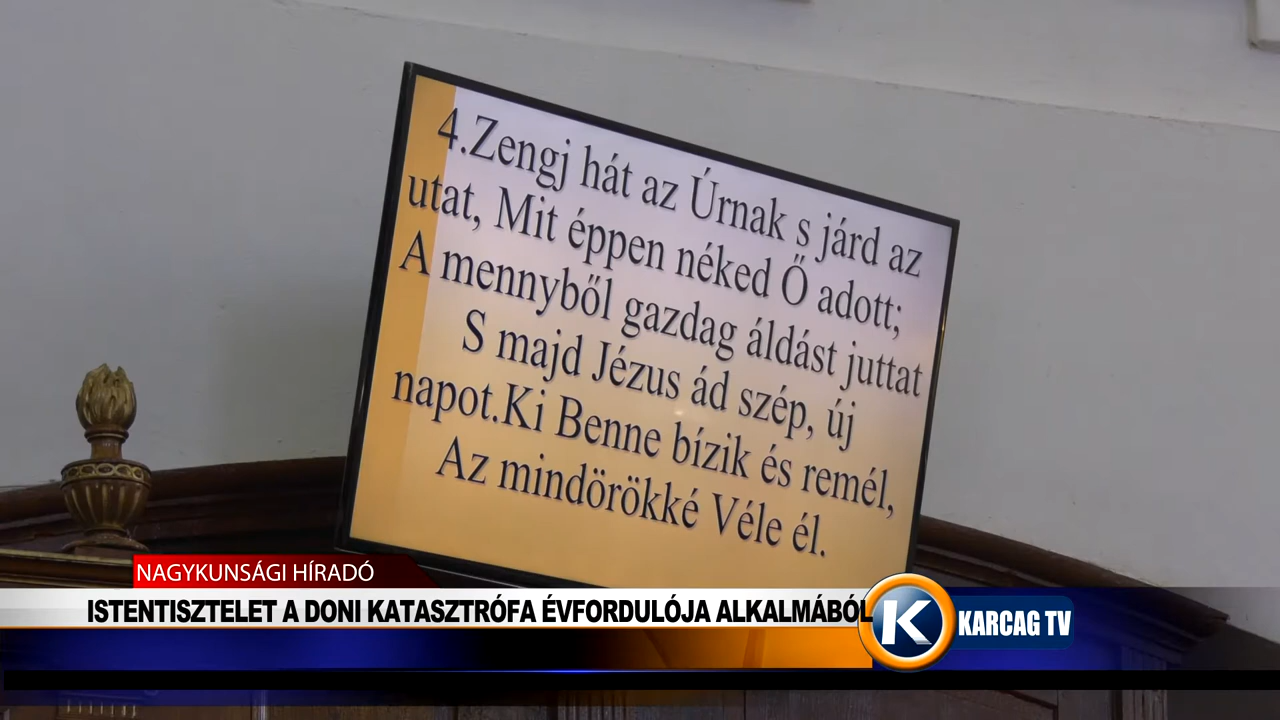 4.Zengj hát az Úrnak s járd az
utat, Mit éppen néked Ő adott;
A mennyből gazdag áldást juttat
S majd Jézus ád szép, új
napot.Ki Benne bízik és remél,
Az mindörökké Véle él.
NAGYKUNSÁGI HÍRADÓ
ISTENTISZTELET A DONI KATASZTRÓFA ÉVFORDULÓJA ALKALMÁBÓL
K KARCAG TV